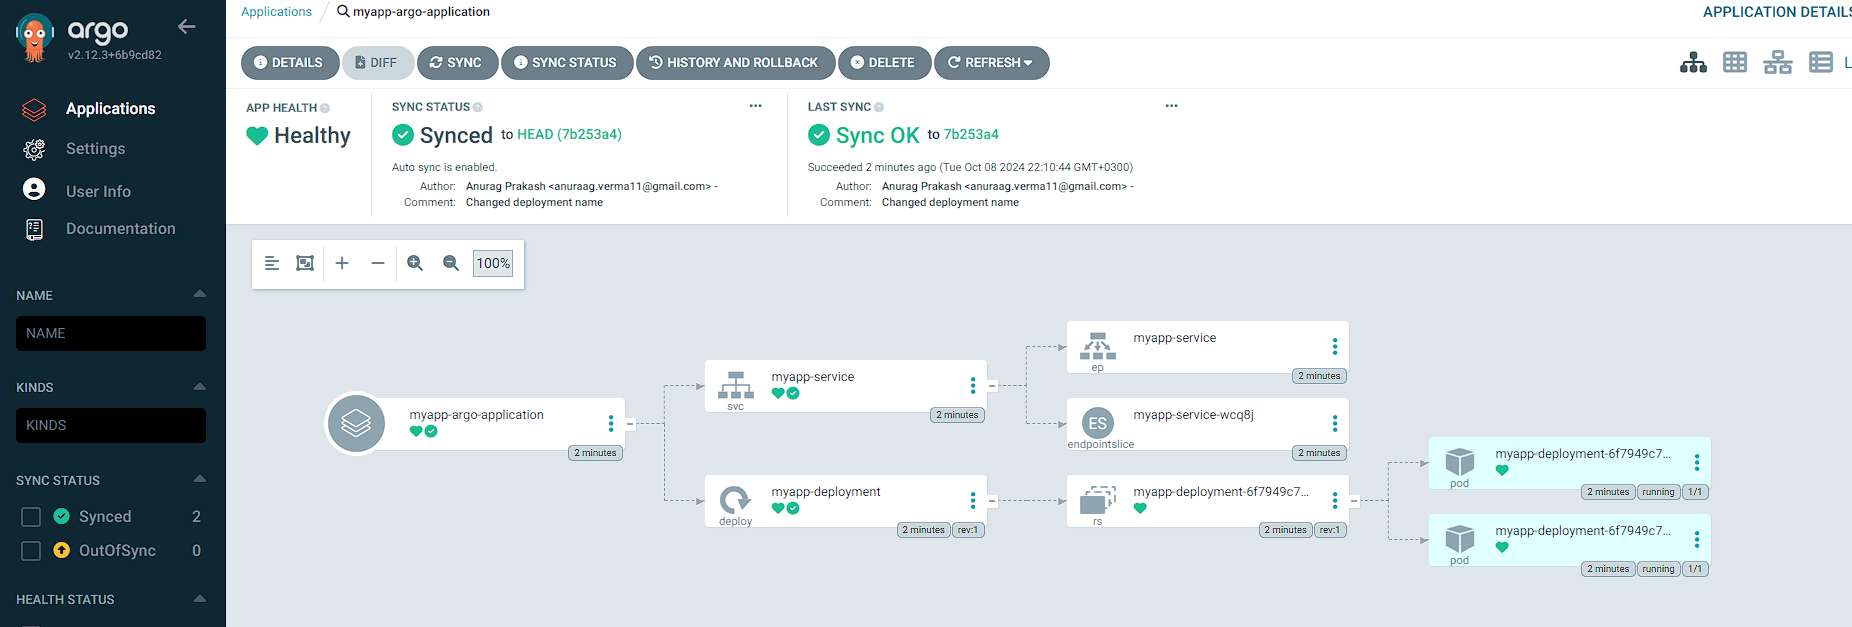 argo
v2.12.3+6b9cd82
Applications
Settings
User Info
Documentation
NAME
NAME
KINDS
KINDS
SYNC STATUS
Synced 2
OutOfSync 0
HEALTH STATUS
Applications / myapp-argo-application
APPLICATION DETAILS
DETAILS DIFF SYNC SYNC STATUS HISTORY AND ROLLBACK DELETE REFRESH
APP HEALTH
Healthy
SYNC STATUS
Synced to HEAD (7b253a4)
Auto sync is enabled.
Author: Anurag Prakash <anuraag.verma11@gmail.com> -
Comment: Changed deployment name
LAST SYNC
Sync OK to 7b253a4
Succeeded 2 minutes ago (Tue Oct 08 2024 22:10:44 GMT+0300)
Author: Anurag Prakash <anuraag.verma11@gmail.com> -
Comment: Changed deployment name
100%
myapp-argo-application
2 minutes
myapp-service
svc
2 minutes
myapp-deployment
deploy
2 minutes rev:1
myapp-service
ep
2 minutes
ES
myapp-service-wcq8j
endpointslice
2 minutes
myapp-deployment-6f7949c7...
rs
2 minutes rev:1
myapp-deployment-6f7949c7...
pod
2 minutes running 1/1
myapp-deployment-6f7949c7...
pod
2 minutes running 1/1